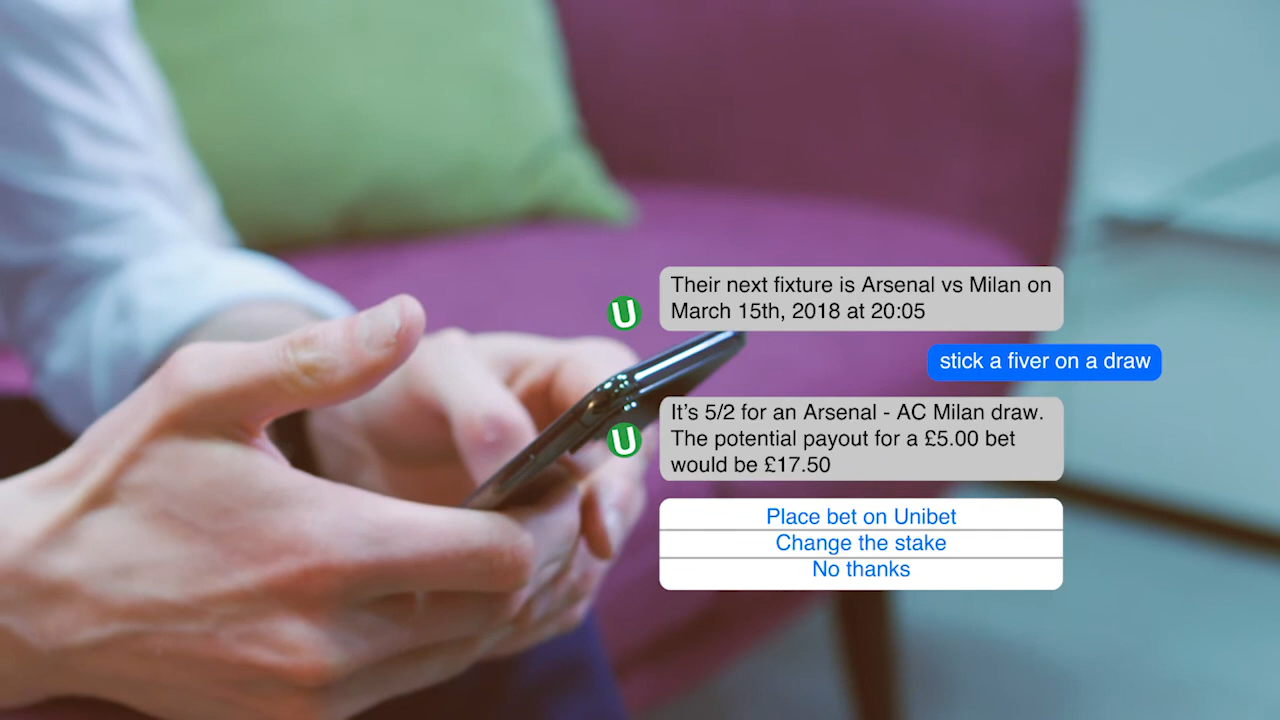 Their next fixture is Arsenal vs Milan on
March 15th, 2018 at 20:05
U
stick a fiver on a draw
It’s 5/2 for an Arsenal - AC Milan draw.
The potential payout for a £5.00 bet
would be £17.50
U
Place bet on Unibet
Change the stake
No thanks